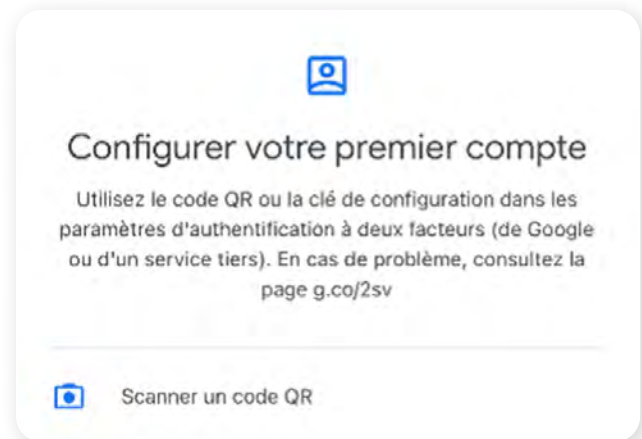 Configurer votre premier compte
Utilisez le code QR ou la clé de configuration dans les
paramètres d'authentification à deux facteurs (de Google
ou d'un service tiers). En cas de problème, consultez la
page g.co/2sv
Scanner un code QR